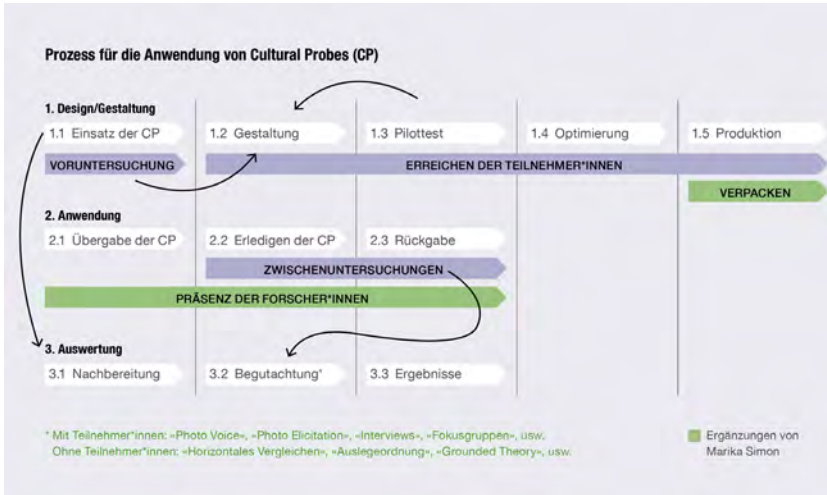 Prozess für die Anwendung von Cultural Probes (CP)
1. Design/Gestaltung
1.1 Einsatz der CP
1.2 Gestaltung
1.3 Pilottest
1.4 Optimierung
1.5 Produktion
VORUNTERSUCHUNG
ERREICHEN DER TEILNEHMER*INNEN
VERPACKEN
2. Anwendung
2.1 Übergabe der CP
2.2 Erledigen der CP
2.3 Rückgabe
ZWISCHENUNTERSUCHUNGEN
PRÄSENZ DER FORSCHER*INNEN
3. Auswertung
3.1 Nachbereitung
3.2 Begutachtung*
3.3 Ergebnisse
* Mit Teilnehmer*innen: «Photo Voice», «Photo Elicitation», «Interviews», «Fokusgruppen», usw.
Ohne Teilnehmer*innen: «Horizontales Vergleichen», «Auslegeordnung», «Grounded Theory», usw.
Ergänzungen von
Marika Simon